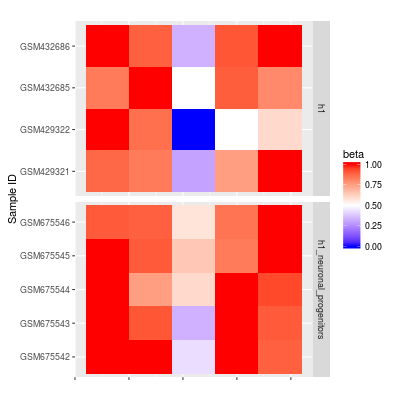 Sample ID
GSM432686
GSM432685
GSM429322
GSM429321
h1
GSM675546
GSM675545
GSM675544
GSM675543
GSM675542
h1_neuronal_progenitors
beta
1.00
0.75
0.50
0.25
0.00